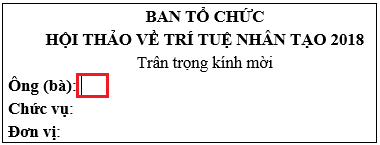 BAN TỔ CHỨC
HỘI THẢO VỀ TRÍ TUỆ NHÂN TẠO 2018
Trân trọng kính mời
Ông (bà):
Chức vụ:
Đơn vị: